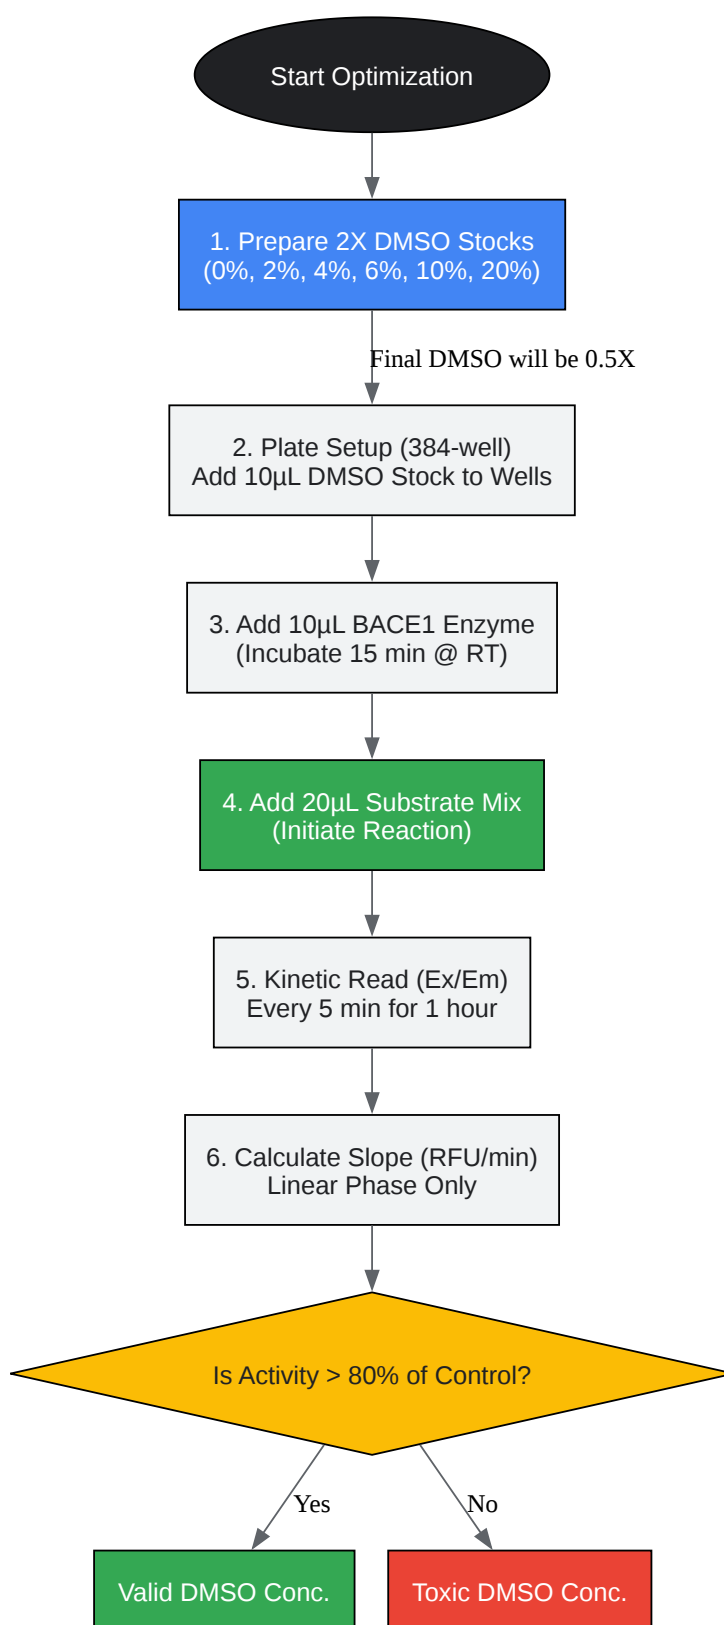 Start Optimization
1. Prepare 2X DMSO Stocks
(0%, 2%, 4%, 6%, 10%, 20%)
Final DMSO will be 0.5X
2. Plate Setup (384-well)
Add 10µL DMSO Stock to Wells
3. Add 10µL BACE1 Enzyme
(Incubate 15 min @ RT)
4. Add 20µL Substrate Mix
(Initiate Reaction)
5. Kinetic Read (Ex/Em)
Every 5 min for 1 hour
6. Calculate Slope (RFU/min)
Linear Phase Only
Is Activity > 80% of Control?
Yes
No
Valid DMSO Conc.
Toxic DMSO Conc.